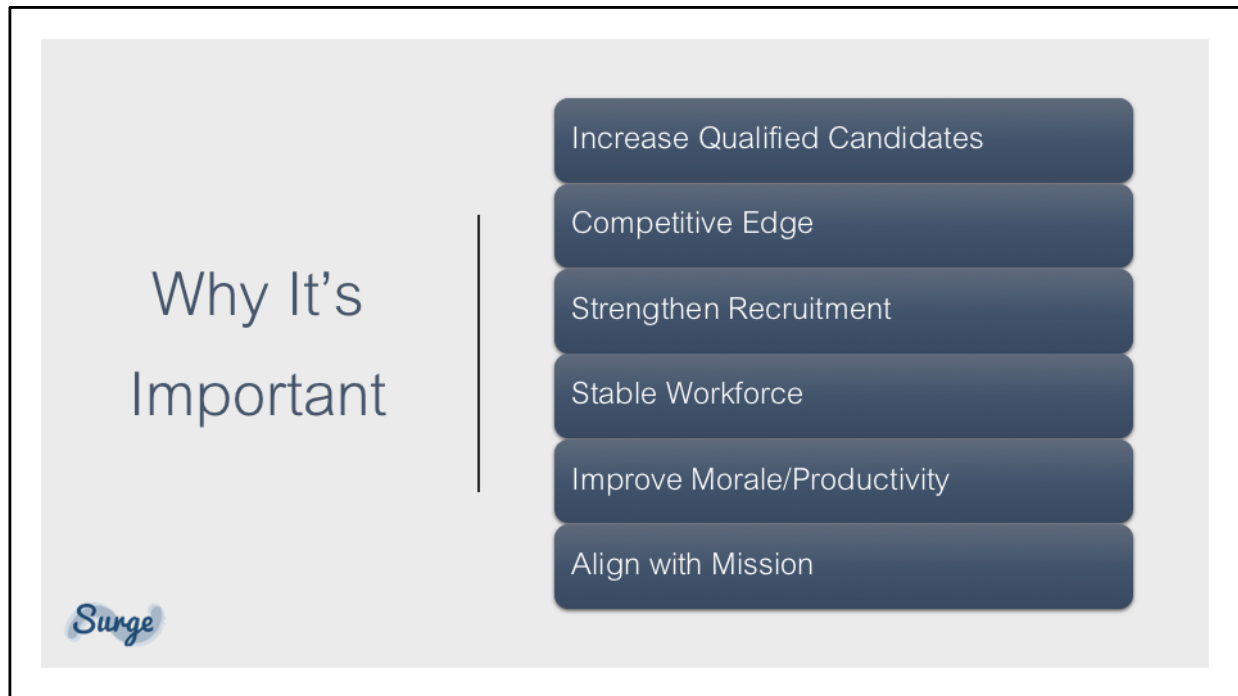 Why It’s
Important
Increase Qualified Candidates
Competitive Edge
Strengthen Recruitment
Stable Workforce
Improve Morale/Productivity
Align with Mission
Surge